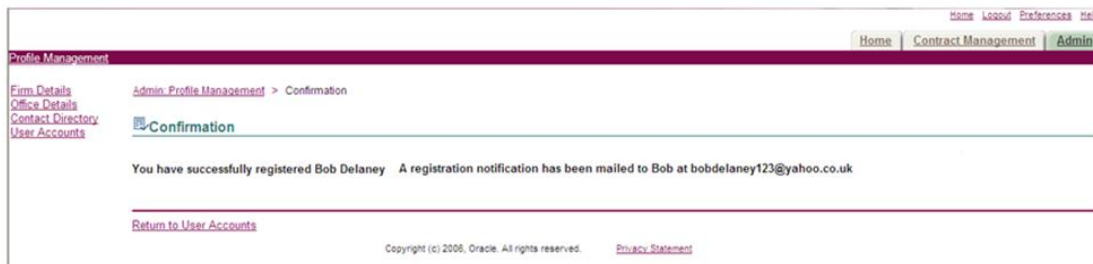 Home Logout Preferences
Home Contract Management Admin
Profile Management
Firm Details
Office Details
Contact Directory
User Accounts
Admin: Profile Management > Confirmation
Confirmation
You have successfully registered Bob Delaney A registration notification has been mailed to Bob at bobdelaney123@yahoo.co.uk
Return to User Accounts
Copyright (c) 2006, Oracle. All rights reserved. Privacy Statement